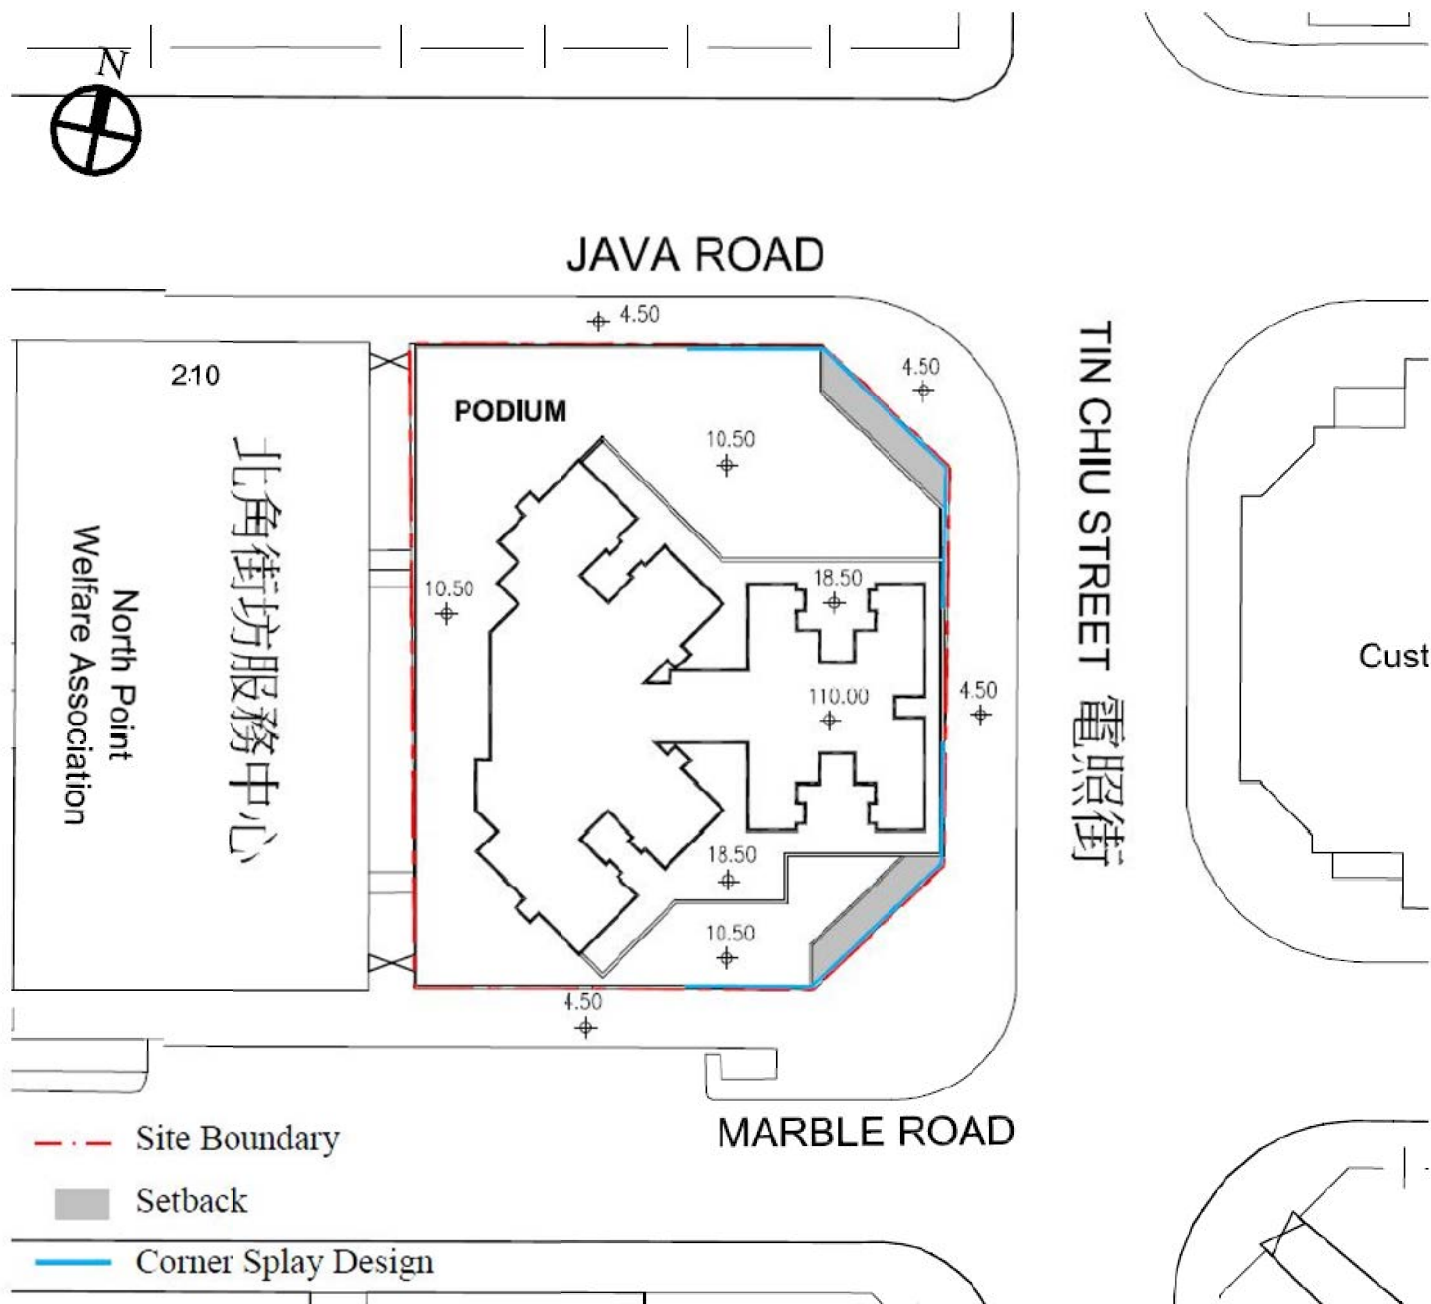 N
JAVA ROAD
4.50
4.50
210
PODIUM
10.50
10.50
18.50
110.00
4.50
18.50
10.50
4.50
北角街坊服務中心
North Point
Welfare Association
TIN CHIU STREET 電照街
Cust
MARBLE ROAD
Site Boundary
Setback
Corner Splay Design